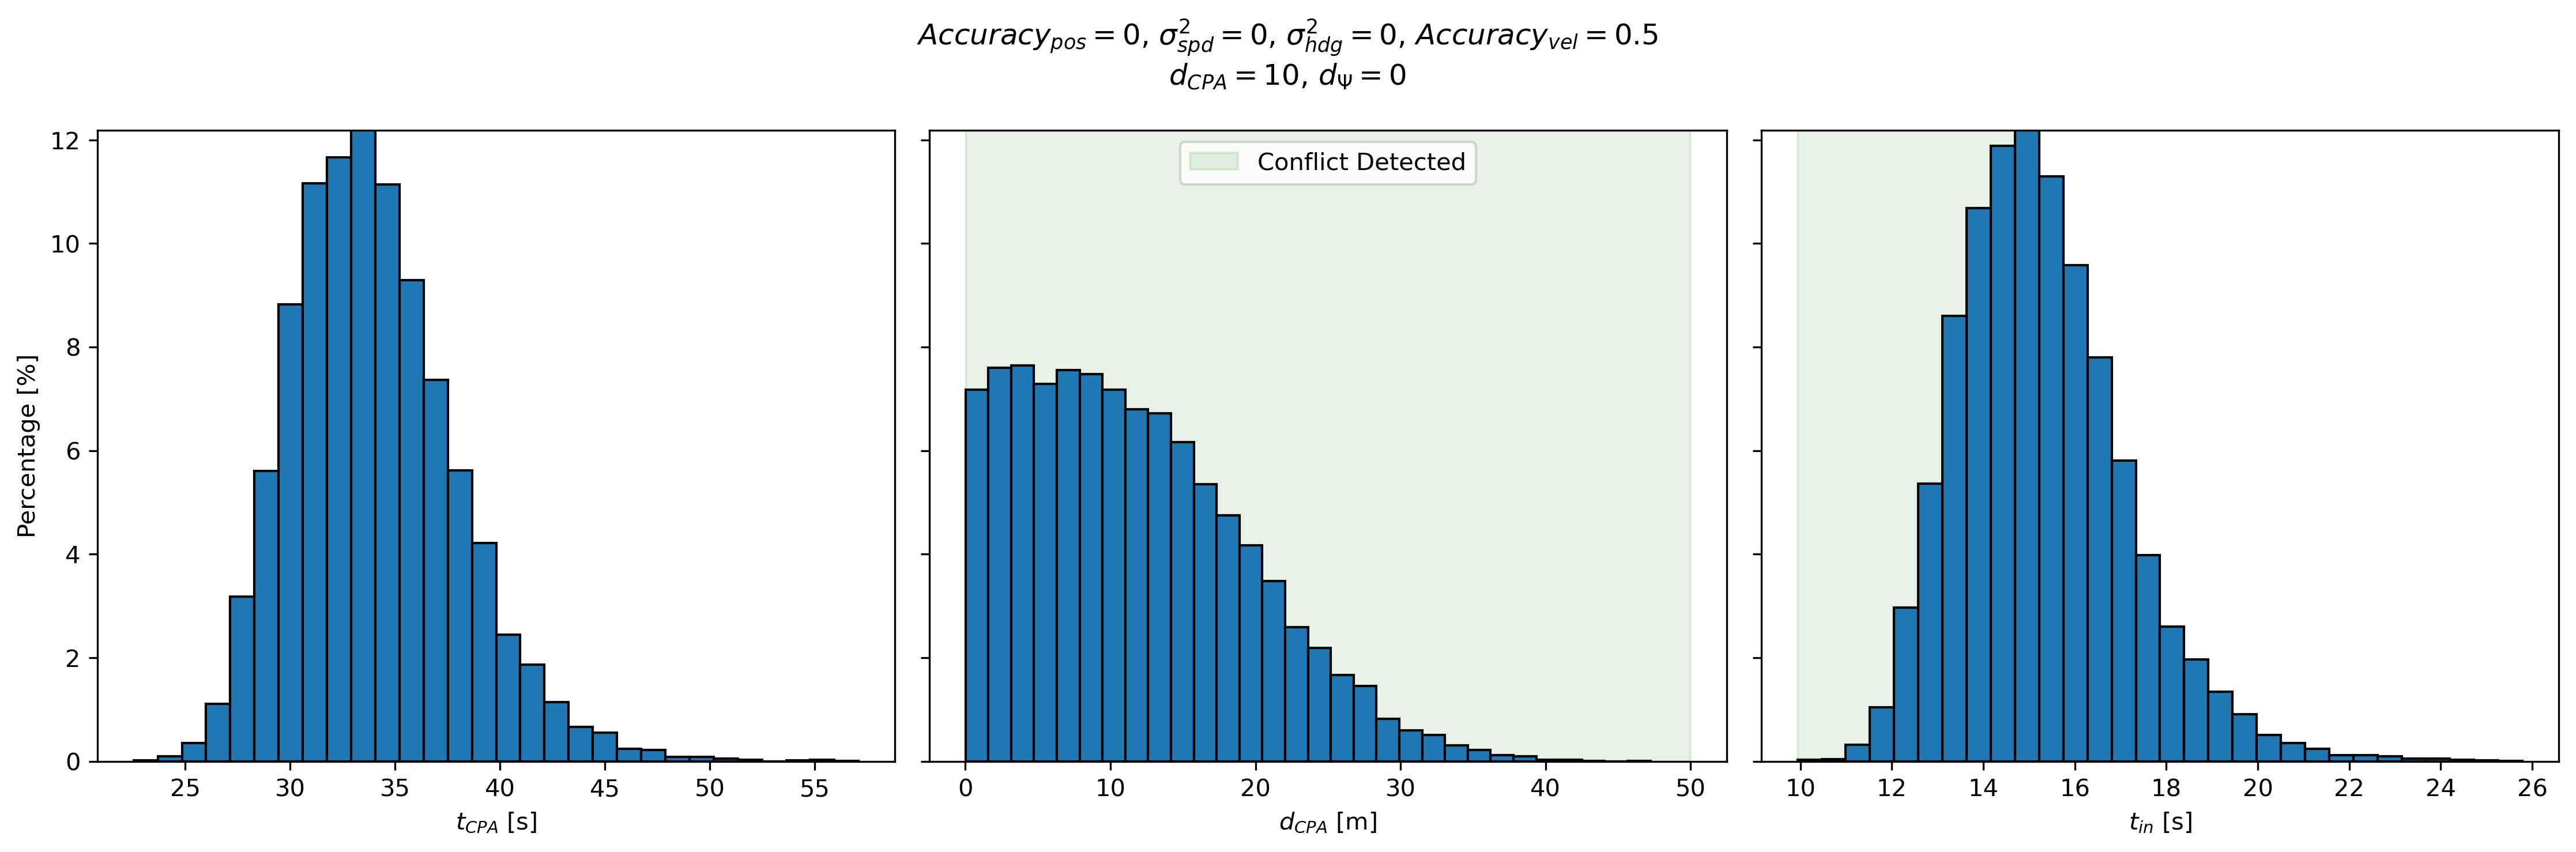 Accuracy_pos = 0, σ²_spd = 0, σ²_hdg = 0, Accuracy_vel = 0.5
d_CPA = 10, d_ψ = 0
Percentage [%]
12
10
8
6
4
2
0
25 30 35 40 45 50 55
t_CPA [s]
Conflict Detected
0 10 20 30 40 50
d_CPA [m]
10 12 14 16 18 20 22 24 26
t_in [s]